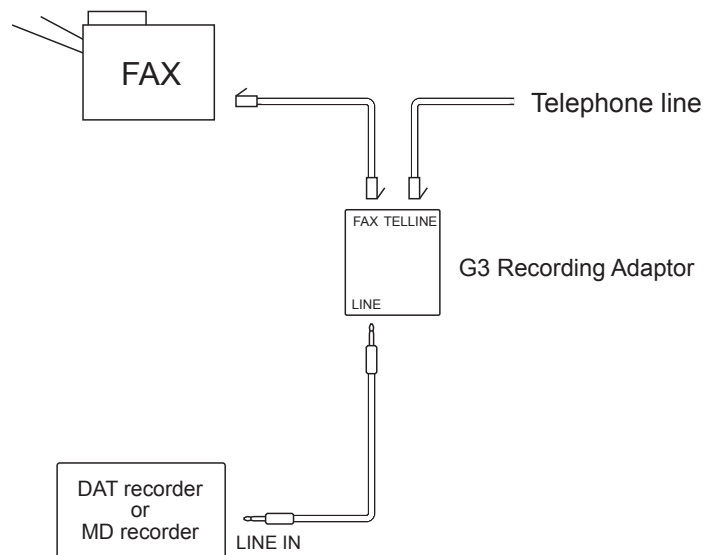 FAX
Telephone line
FAX TELLINE
G3 Recording Adaptor
LINE
DAT recorder
or
MD recorder
LINE IN